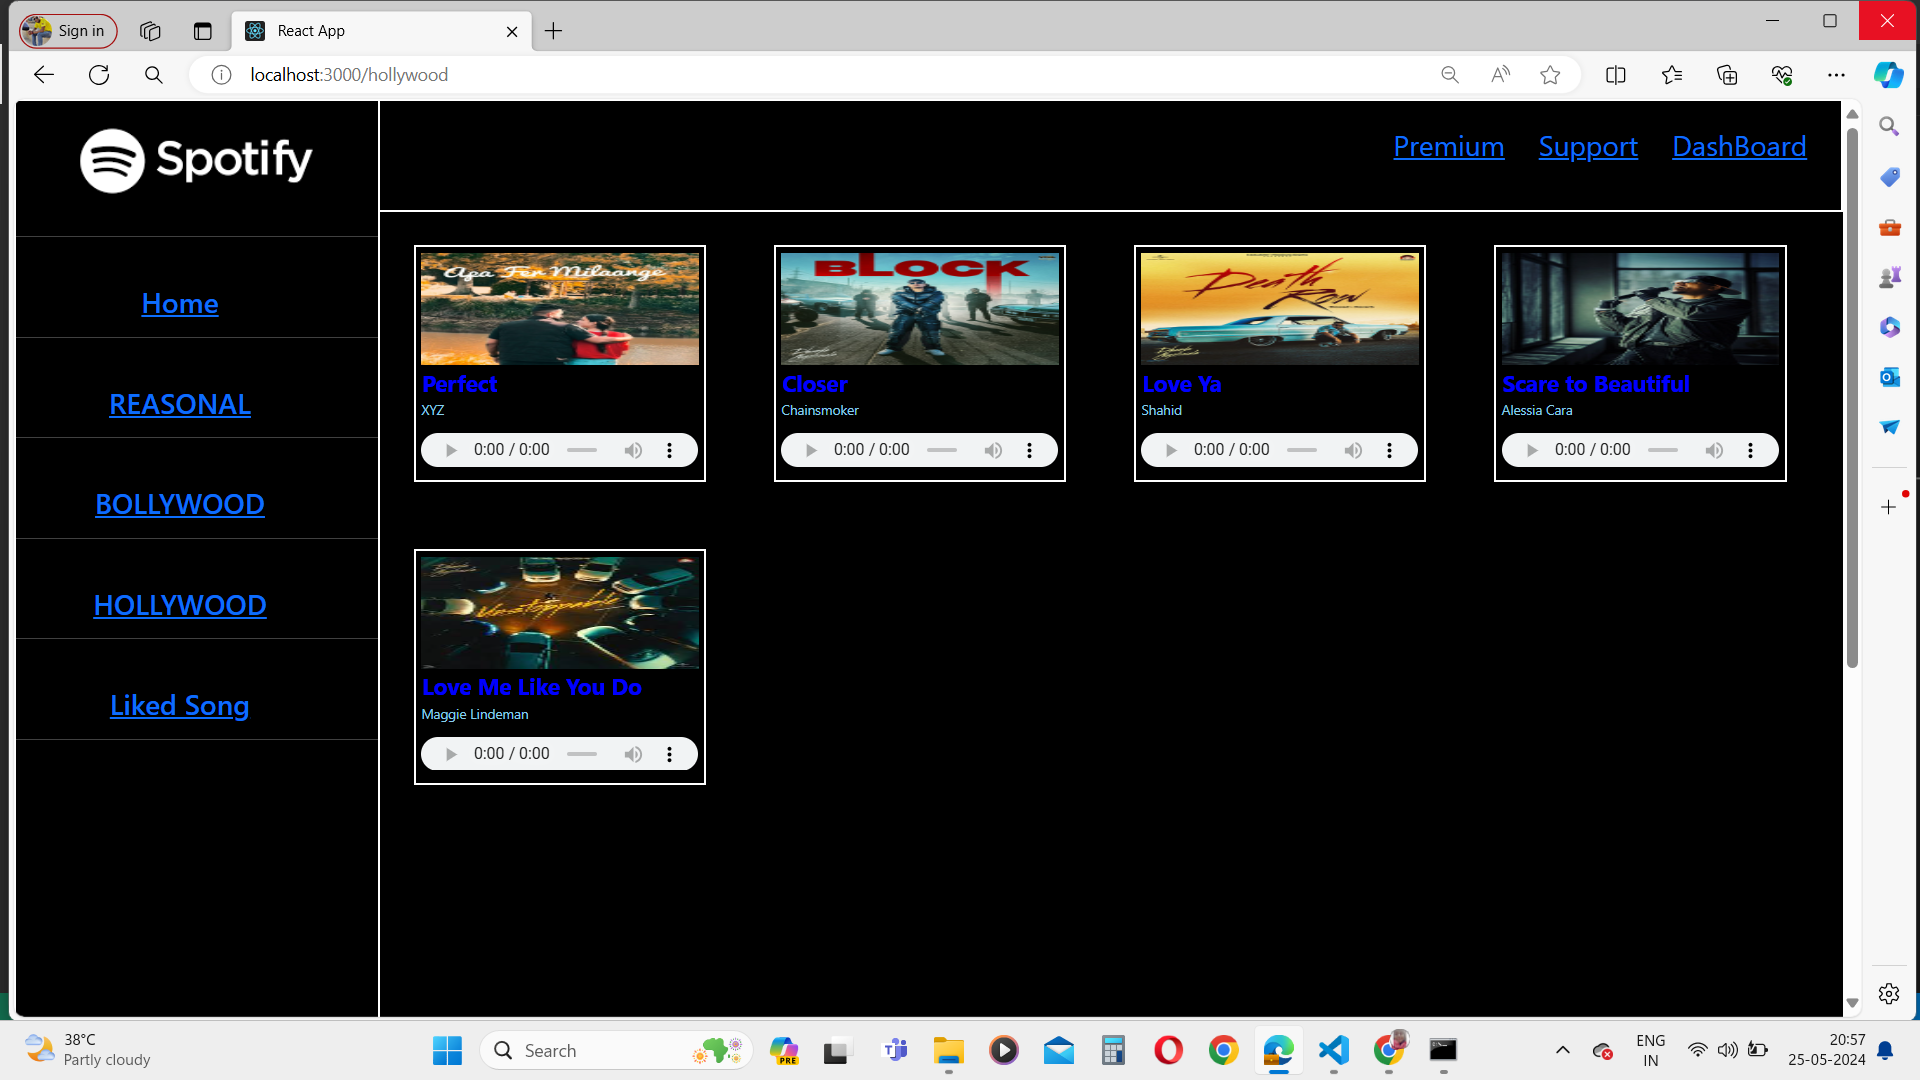 Sign in
React App
localhost:3000/hollywood
Spotify
Premium Support DashBoard
Home
REASONAL
BOLLYWOOD
HOLLYWOOD
Liked Song
Apa Fer Milaange
Perfect
XYZ
0:00 / 0:00
BLOCK
Closer
Chainsmoker
0:00 / 0:00
Death
Row
Love Ya
Shahid
0:00 / 0:00
Scare to Beautiful
Alessia Cara
0:00 / 0:00
Unstoppable
Love Me Like You Do
Maggie Lindeman
0:00 / 0:00
38°C
Partly cloudy
Search
PRE
ENG
IN
20:57
25-05-2024